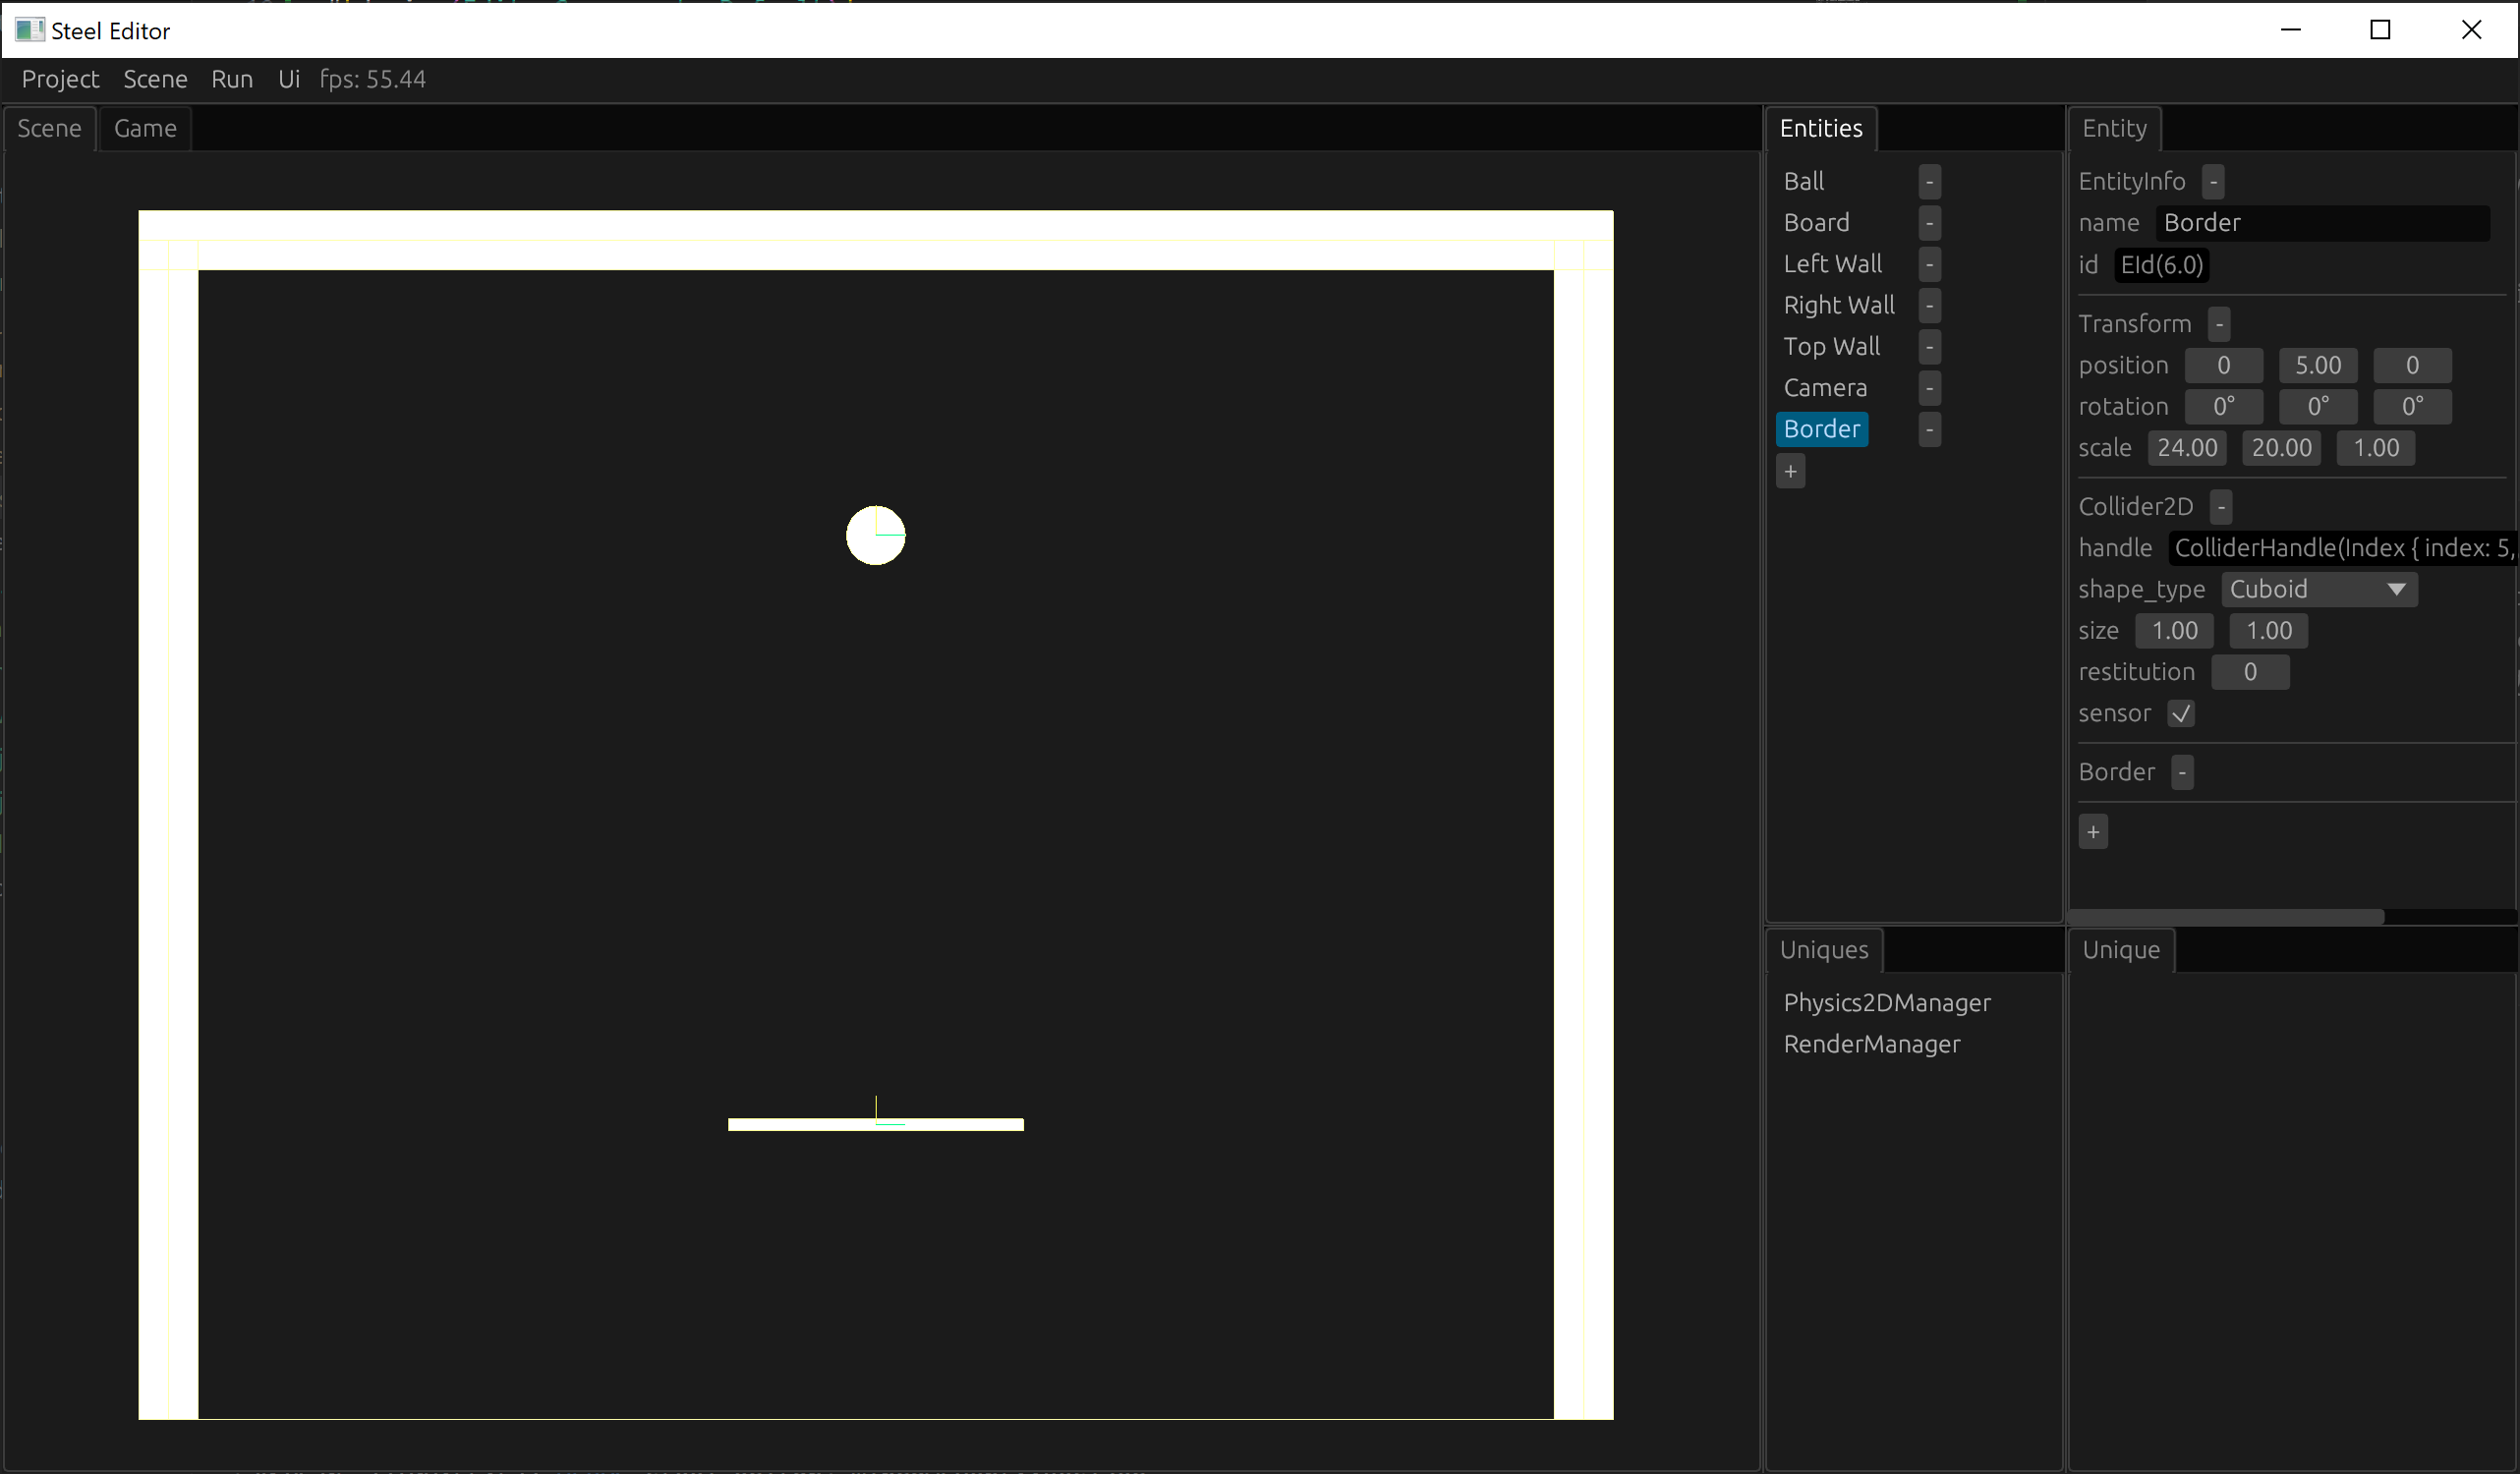 Steel Editor
Project Scene Run Ui fps: 55.44
Scene Game
Entities
Ball -
Board -
Left Wall -
Right Wall -
Top Wall -
Camera -
Border -
+
Entity
EntityInfo -
name Border
id EId(6.0)
Transform -
position 0 5.00 0
rotation 0° 0° 0°
scale 24.00 20.00 1.00
Collider2D -
handle ColliderHandle(Index { index: 5,
shape_type Cuboid
size 1.00 1.00
restitution 0
sensor
Border -
+
Uniques
Physics2DManager
RenderManager
Unique